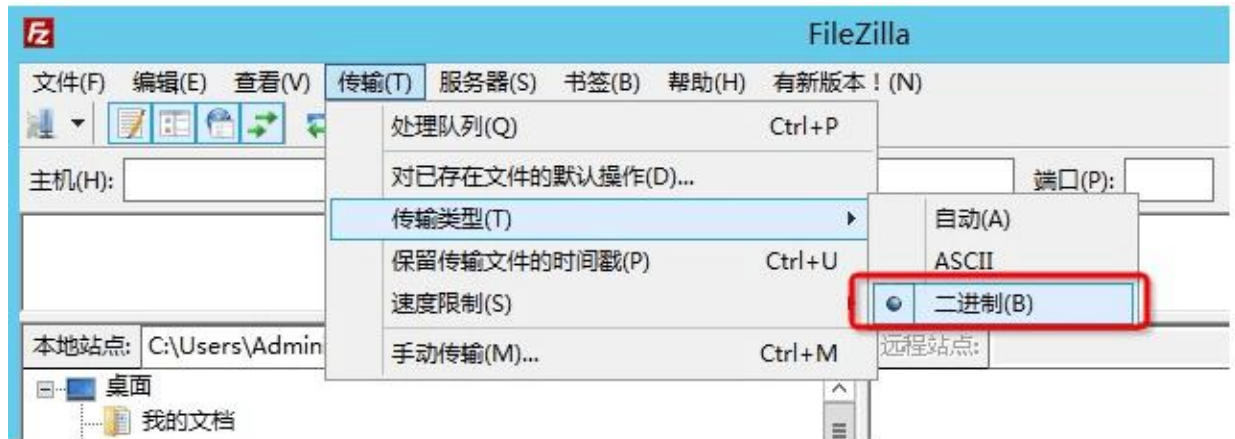 FileZilla
文件(F) 编辑(E) 查看(V) 传输(T) 服务器(S) 书签(B) 帮助(H) 有新版本！(N)
处理队列(Q) Ctrl+P
主机(H): 对已存在文件的默认操作(D)... 端口(P):
传输类型(T) 自动(A)
保留传输文件的时间戳(P) Ctrl+U ASCII
速度限制(S) 二进制(B)
本地站点: C:\Users\Admin 手动传输(M)... Ctrl+M 远程站点:
桌面
我的文档